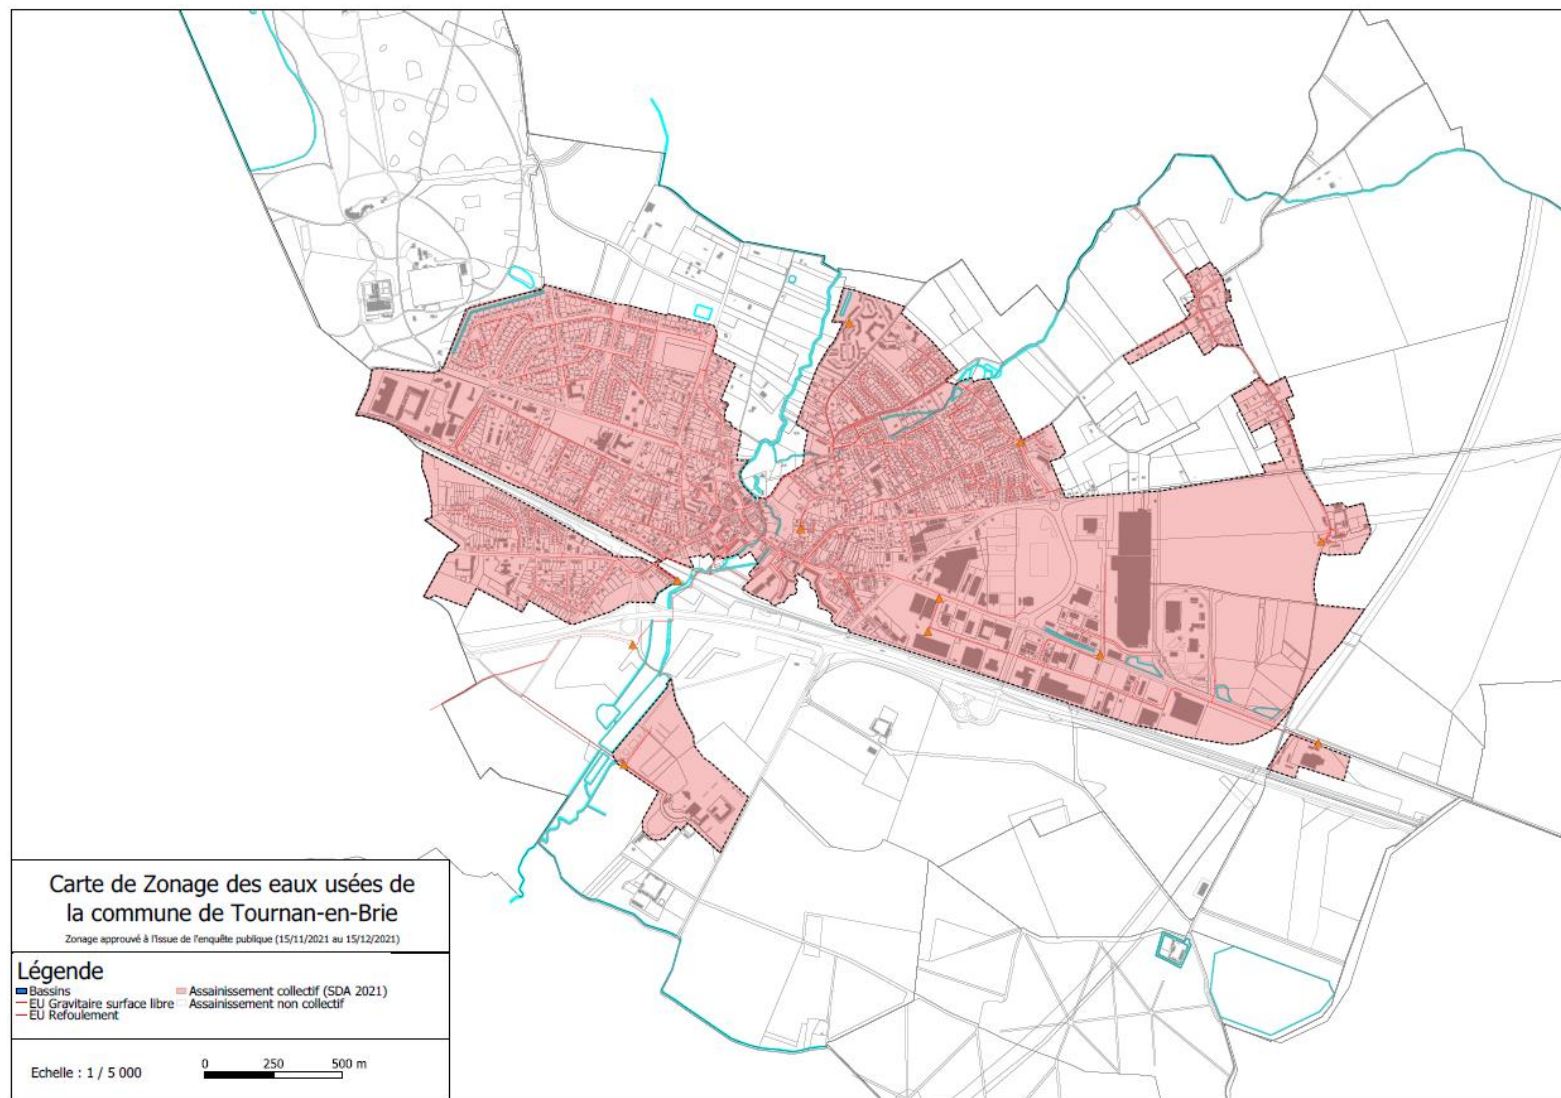 Carte de Zonage des eaux usées de
la commune de Tournan-en-Brie
Zonage approuvé à l'issue de l'enquête publique (15/11/2021 au 15/12/2021)
Légende
Bassins
EU Gravitaire surface libre
EU Refoulement
Assainissement collectif (SDA 2021)
Assainissement non collectif
Echelle : 1 / 5 000
0 250 500 m